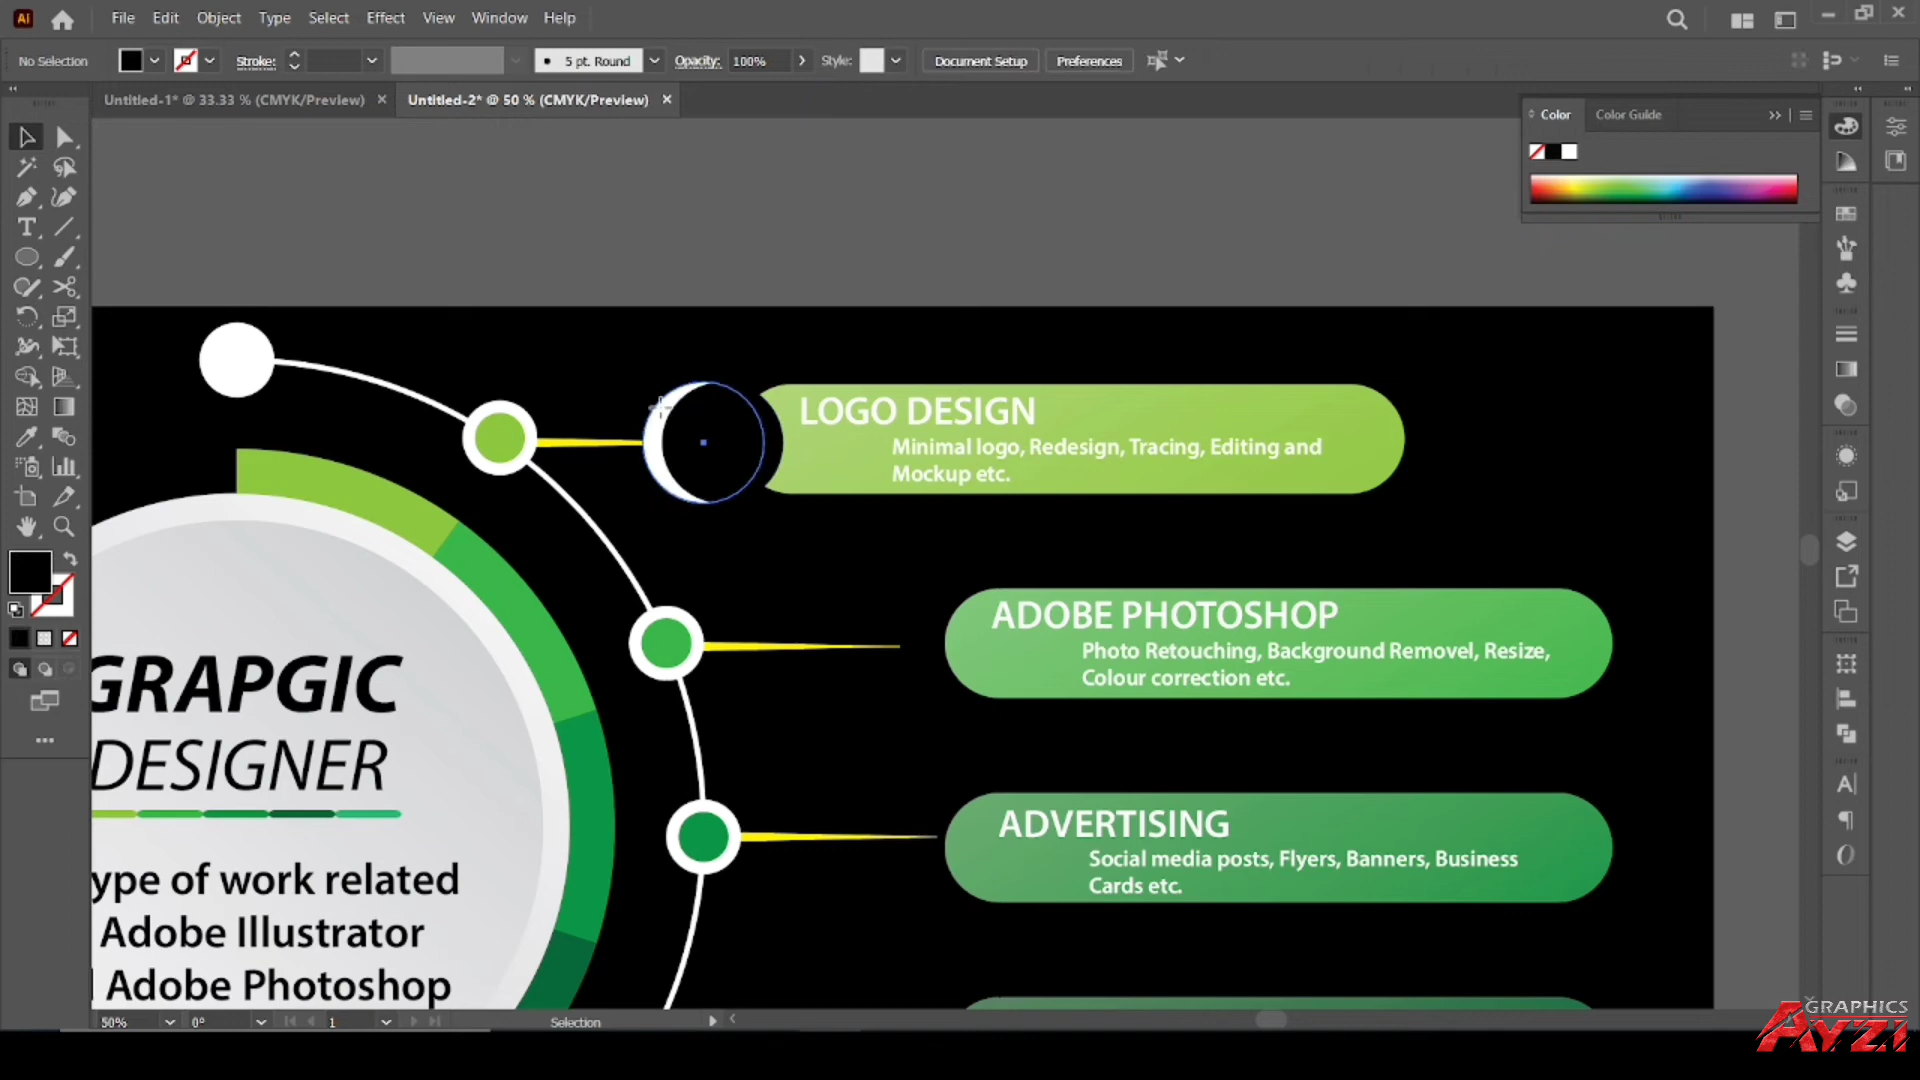 Ai File Edit Object Type Select Effect View Window Help
No Selection Stroke: 5 pt. Round Opacity: 100% Style: Document Setup Preferences
Untitled-1* @ 33.33 % (CMYK/Preview) Untitled-2* @ 50 % (CMYK/Preview)
Color Color Guide
LOGO DESIGN
Minimal logo, Redesign, Tracing, Editing and
Mockup etc.
ADOBE PHOTOSHOP
Photo Retouching, Background Removel, Resize,
Colour correction etc.
GRAPGIC
DESIGNER
ADVERTISING
Social media posts, Flyers, Banners, Business
Cards etc.
ype of work related
Adobe Illustrator
Adobe Photoshop
50% 0° 1 Selection
GRAPHICS
AYZI